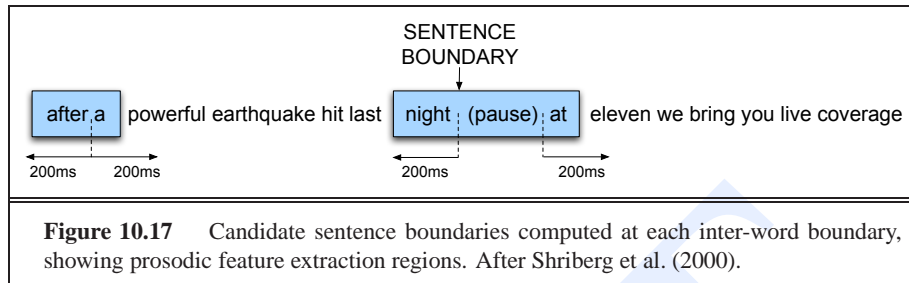 SENTENCE
BOUNDARY
after a powerful earthquake hit last night (pause) at eleven we bring you live coverage
200ms 200ms 200ms 200ms
Figure 10.17 Candidate sentence boundaries computed at each inter-word boundary,
showing prosodic feature extraction regions. After Shriberg et al. (2000).